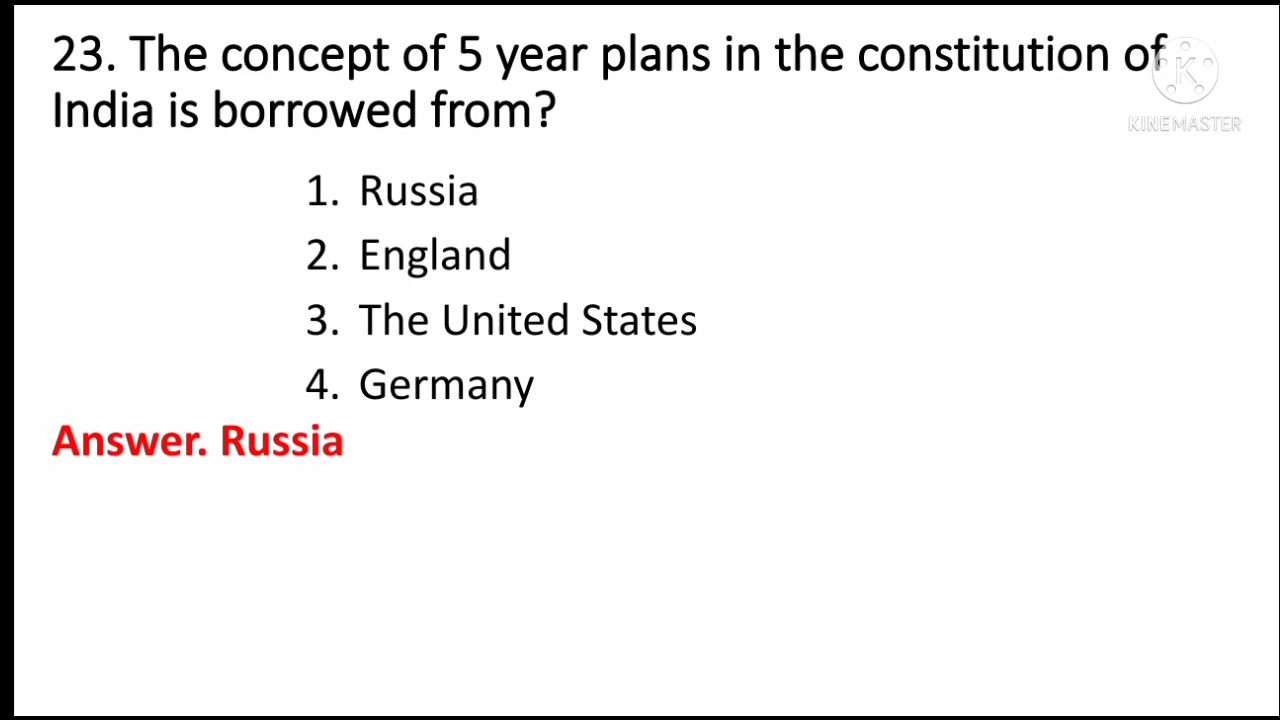 23. The concept of 5 year plans in the constitution of
India is borrowed from?
K
KINEMASTER
1. Russia
2. England
3. The United States
4. Germany
Answer. Russia